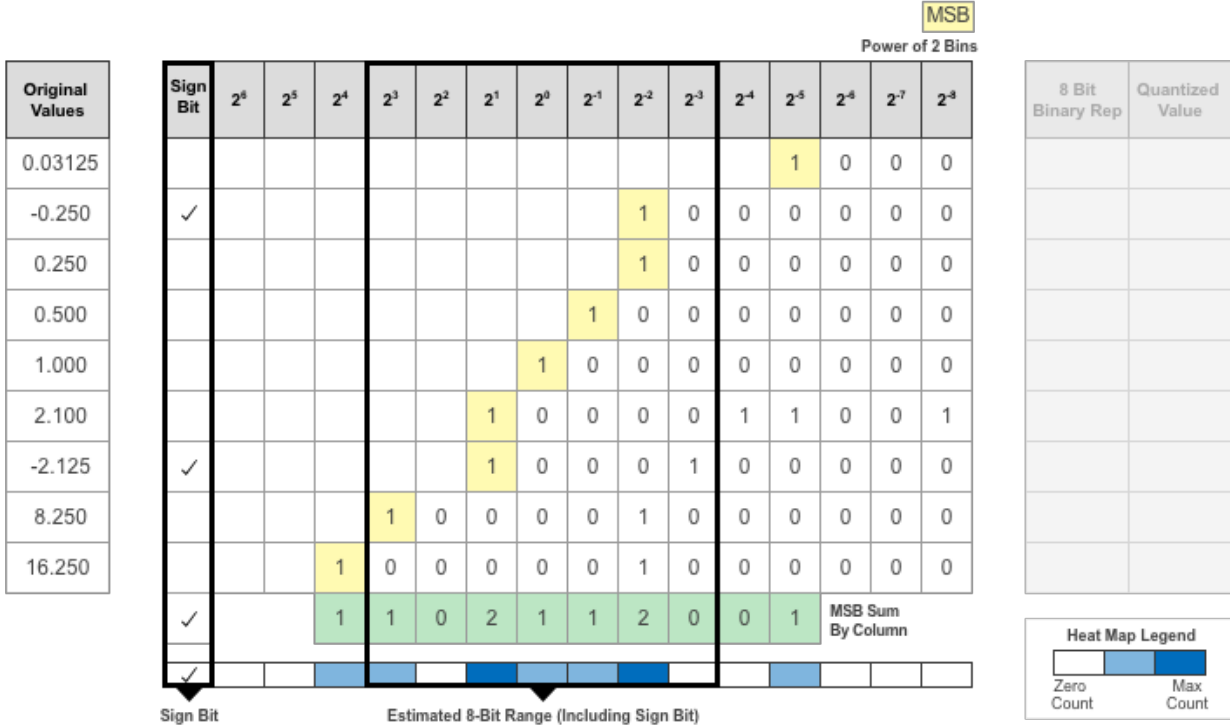 MSB
Power of 2 Bins
Original Values Sign Bit 2⁶ 2⁵ 2⁴ 2³ 2² 2¹ 2⁰ 2⁻¹ 2⁻² 2⁻³ 2⁻⁴ 2⁻⁵ 2⁻⁶ 2⁻⁷ 2⁻⁸ 8 Bit Binary Rep Quantized Value
0.03125 1 0 0 0
-0.250 ✓ 1 0 0 0 0 0 0
0.250 1 0 0 0 0 0 0
0.500 1 0 0 0 0 0 0 0
1.000 1 0 0 0 0 0 0 0 0
2.100 1 0 0 0 0 1 1 0 0 1
-2.125 ✓ 1 0 0 0 1 0 0 0 0 0
8.250 1 0 0 0 0 1 0 0 0 0 0 0
16.250 1 0 0 0 0 0 1 0 0 0 0 0 0
✓ 1 1 0 2 1 1 2 0 0 1 MSB Sum By Column
✓
Sign Bit Estimated 8-Bit Range (Including Sign Bit)
Heat Map Legend
Zero Count Max Count